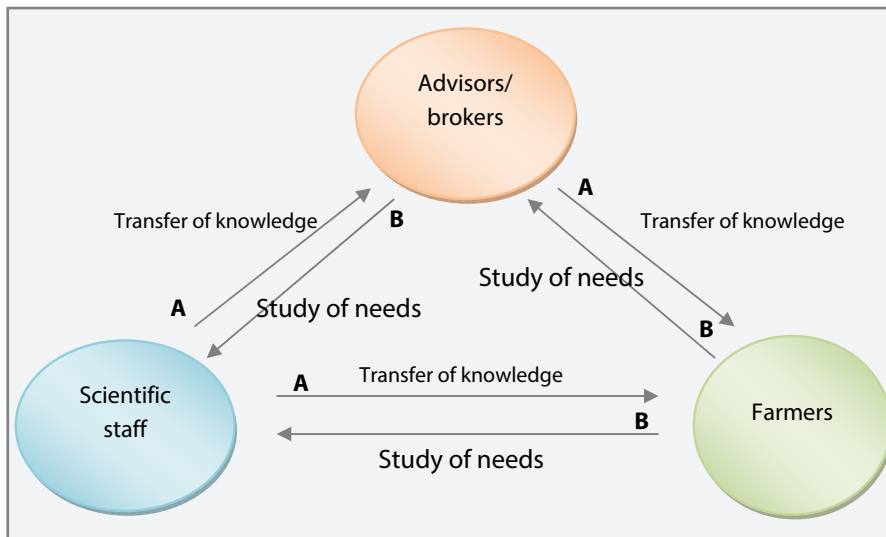 Advisors/
brokers
A
Transfer of knowledge
Transfer of knowledge
B
Study of needs
A
Study of needs
B
Scientific
staff
A
Transfer of knowledge
Farmers
B
Study of needs